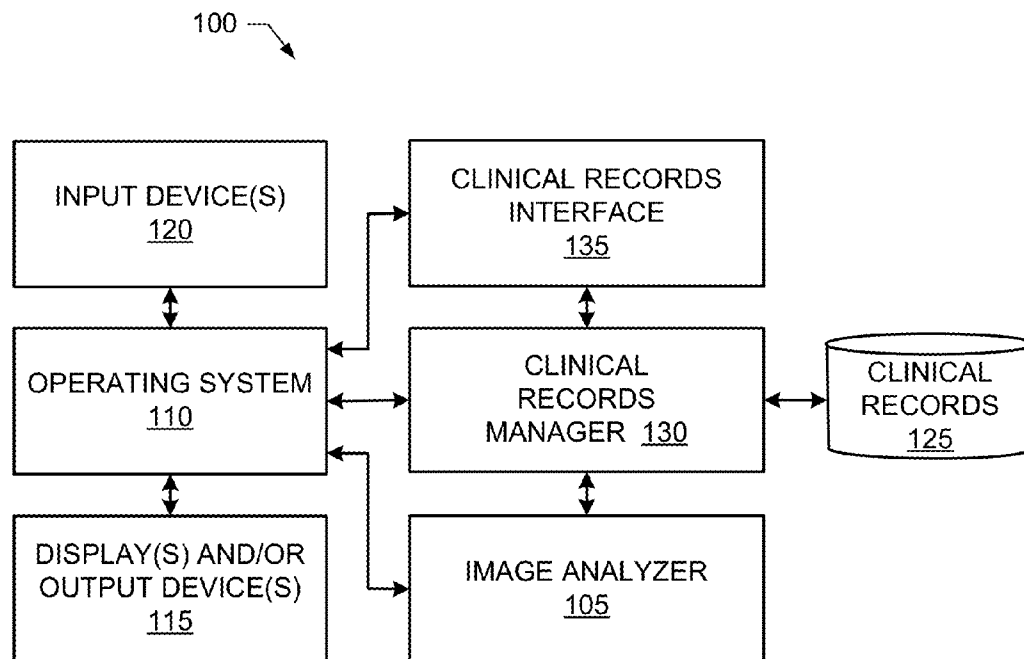 100
INPUT DEVICE(S)
120
CLINICAL RECORDS
INTERFACE
135
OPERATING SYSTEM
110
CLINICAL
RECORDS
MANAGER 130
CLINICAL
RECORDS
125
DISPLAY(S) AND/OR
OUTPUT DEVICE(S)
115
IMAGE ANALYZER
105